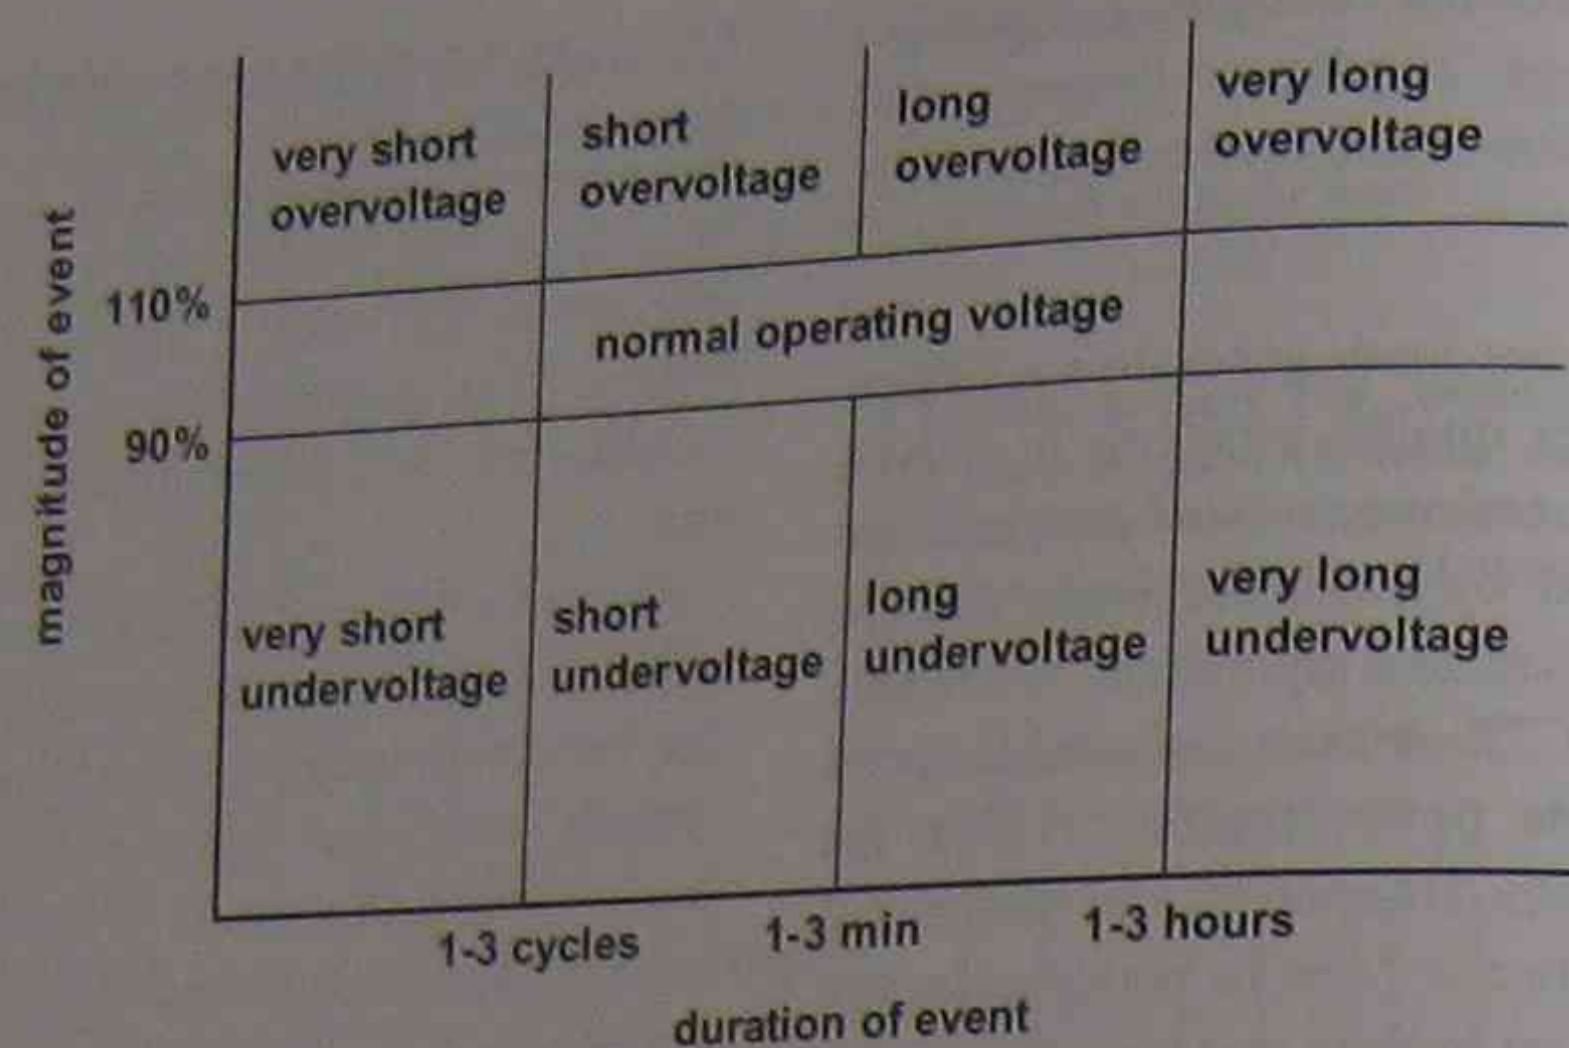 very short
overvoltage
short
overvoltage
long
overvoltage
very long
overvoltage
magnitude of event
110%
normal operating voltage
90%
very short
undervoltage
short
undervoltage
long
undervoltage
very long
undervoltage
1-3 cycles
1-3 min
1-3 hours
duration of event